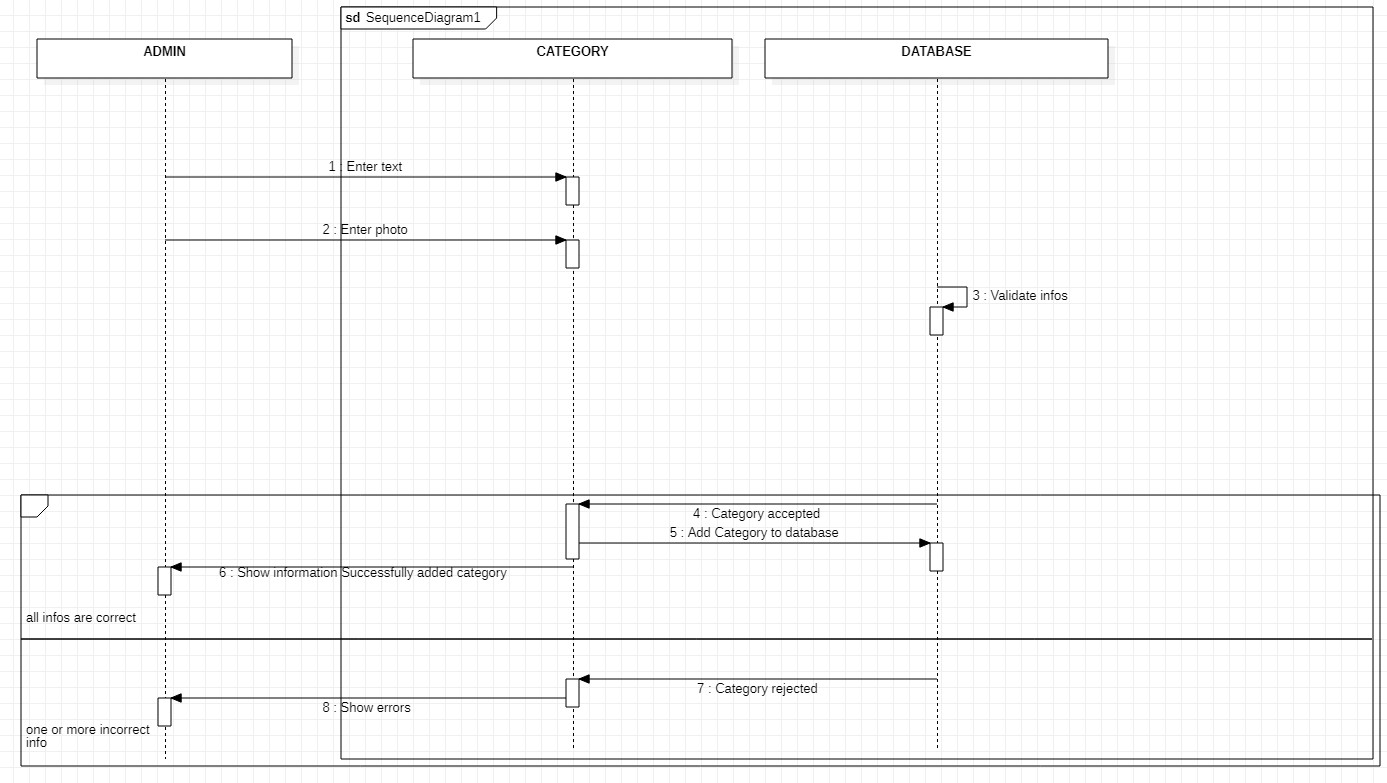 sd SequenceDiagram1
ADMIN
CATEGORY
DATABASE
1 : Enter text
2 : Enter photo
3 : Validate infos
4 : Category accepted
5 : Add Category to database
6 : Show information Successfully added category
all infos are correct
7 : Category rejected
8 : Show errors
one or more incorrect
info